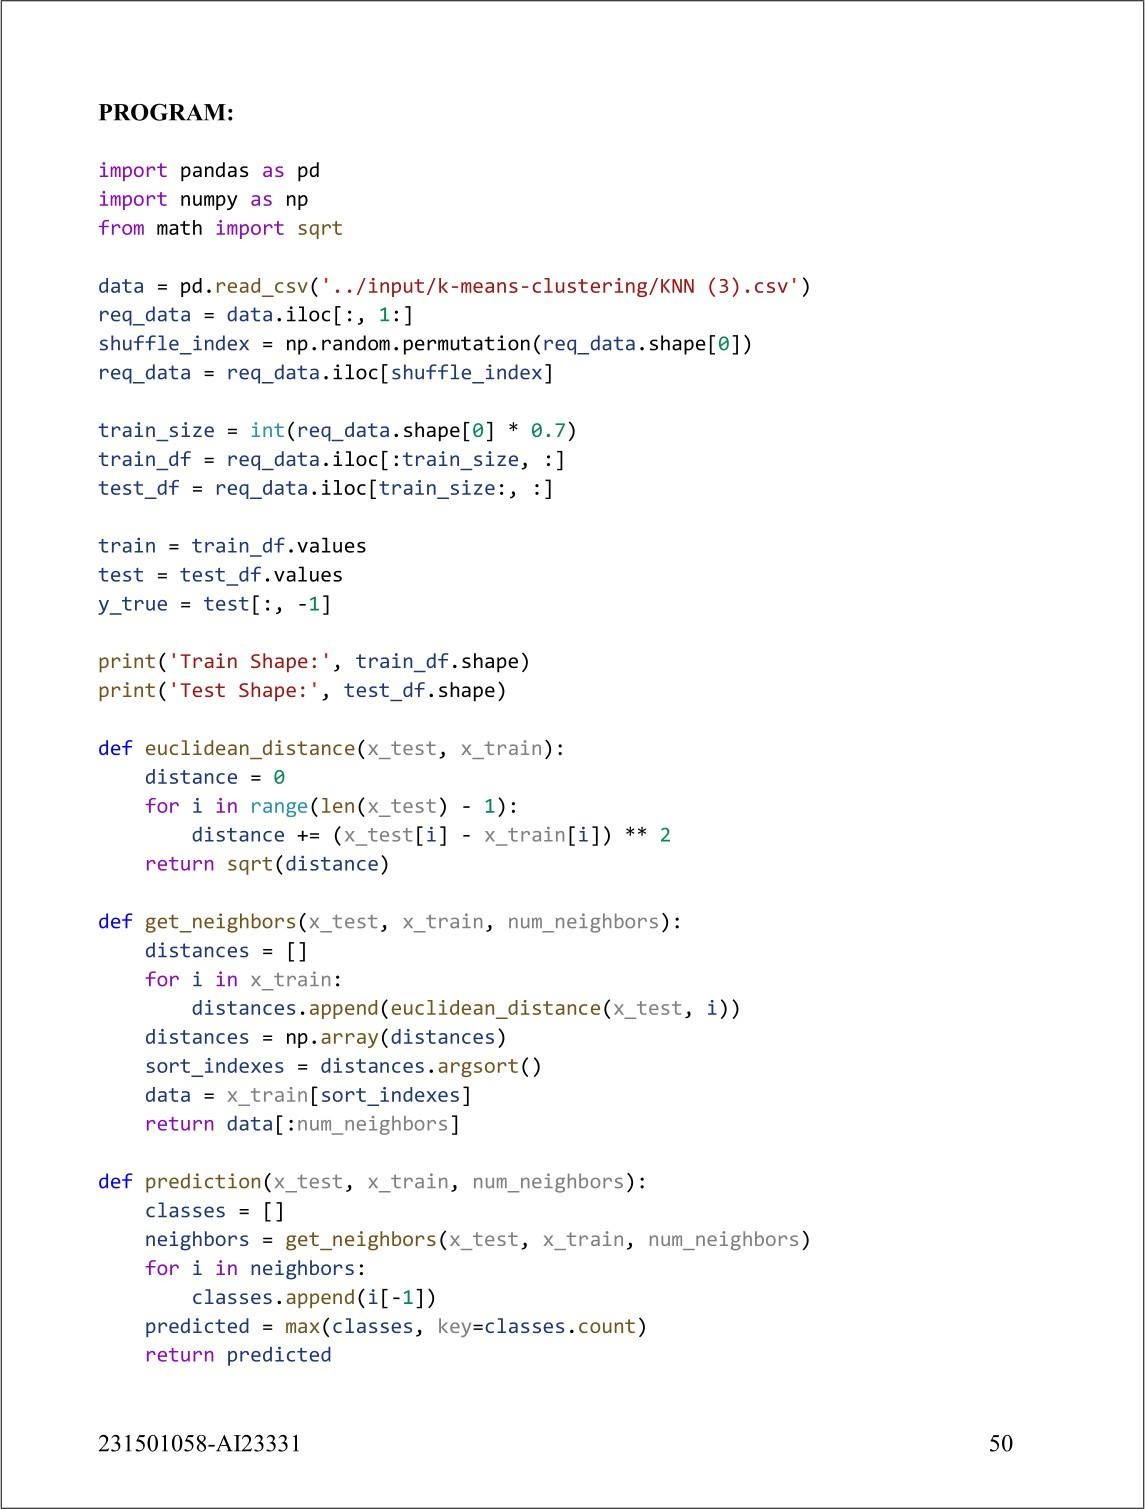 PROGRAM:
import pandas as pd
import numpy as np
from math import sqrt
data = pd.read_csv('../input/k-means-clustering/KNN (3).csv')
req_data = data.iloc[:, 1:]
shuffle_index = np.random.permutation(req_data.shape[0])
req_data = req_data.iloc[shuffle_index]
train_size = int(req_data.shape[0] * 0.7)
train_df = req_data.iloc[:train_size, :]
test_df = req_data.iloc[train_size:, :]
train = train_df.values
test = test_df.values
y_true = test[:, -1]
print('Train Shape:', train_df.shape)
print('Test Shape:', test_df.shape)
def euclidean_distance(x_test, x_train):
    distance = 0
    for i in range(len(x_test) - 1):
        distance += (x_test[i] - x_train[i]) ** 2
    return sqrt(distance)
def get_neighbors(x_test, x_train, num_neighbors):
    distances = []
    for i in x_train:
        distances.append(euclidean_distance(x_test, i))
    distances = np.array(distances)
    sort_indexes = distances.argsort()
    data = x_train[sort_indexes]
    return data[:num_neighbors]
def prediction(x_test, x_train, num_neighbors):
    classes = []
    neighbors = get_neighbors(x_test, x_train, num_neighbors)
    for i in neighbors:
        classes.append(i[-1])
    predicted = max(classes, key=classes.count)
    return predicted
231501058-AI23331 50